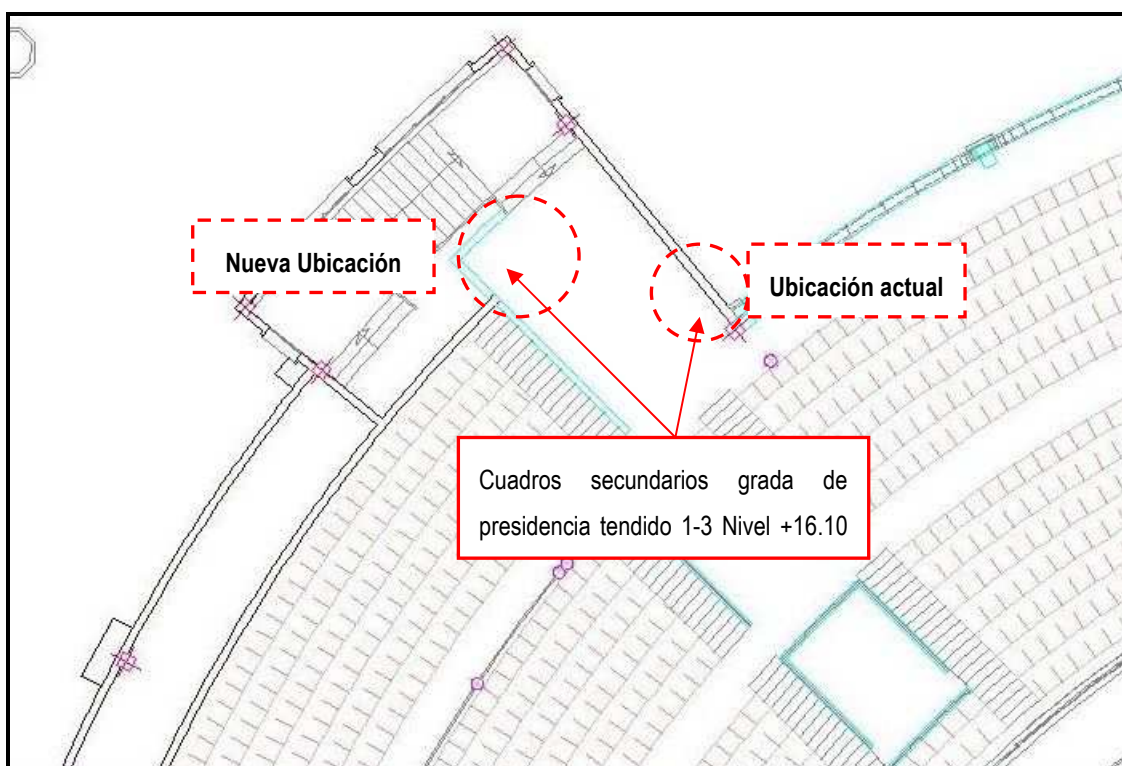 Nueva Ubicación
Ubicación actual
Cuadros secundarios grada de
presidencia tendido 1-3 Nivel +16.10